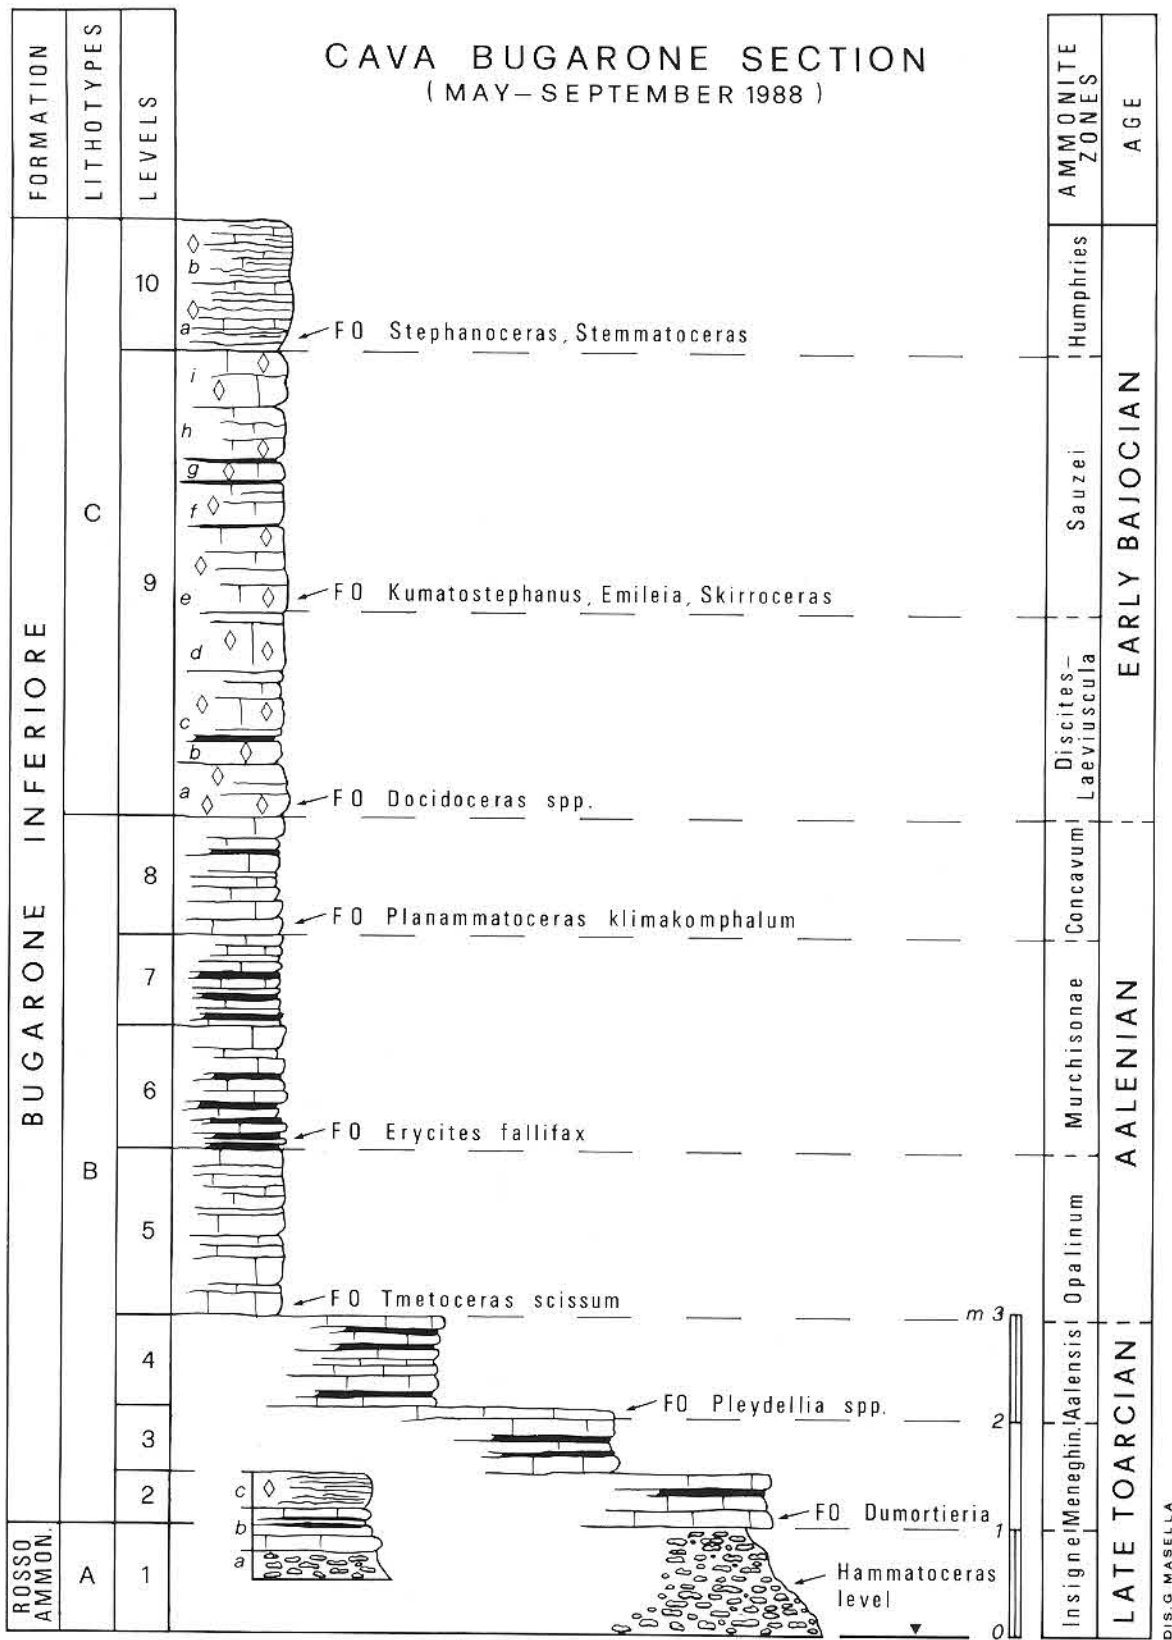 CAVA BUGARONE SECTION
( MAY—SEPTEMBER 1988 )
FORMATION
LITHOTYPES
LEVELS
AMMONITE
ZONES
AGE
BUGARONE INFERIORE
ROSSO
AMMON.
C
B
A
10
9
8
7
6
5
4
3
2
1
b
a
i
h
g
f
e
d
c
b
a
c
b
a
FO Stephanoceras, Stemmatoceras
FO Kumatostephanus, Emileia, Skirroceras
FO Docidoceras spp.
FO Planammatoceras klimakomphalum
FO Erycites fallifax
FO Tmetoceras scissum
FO Pleydellia spp.
FO Dumortieria
Hammatoceras
level
m 3
2
1
0
Humphries
Sauzei
Discites—
Laeviuscula
Concavum
Murchisonae
Opalinum
Aalensis
Meneghin.
Insigne
EARLY BAJOCIAN
AALENIAN
LATE TOARCIAN
DIS.G. MASELLA